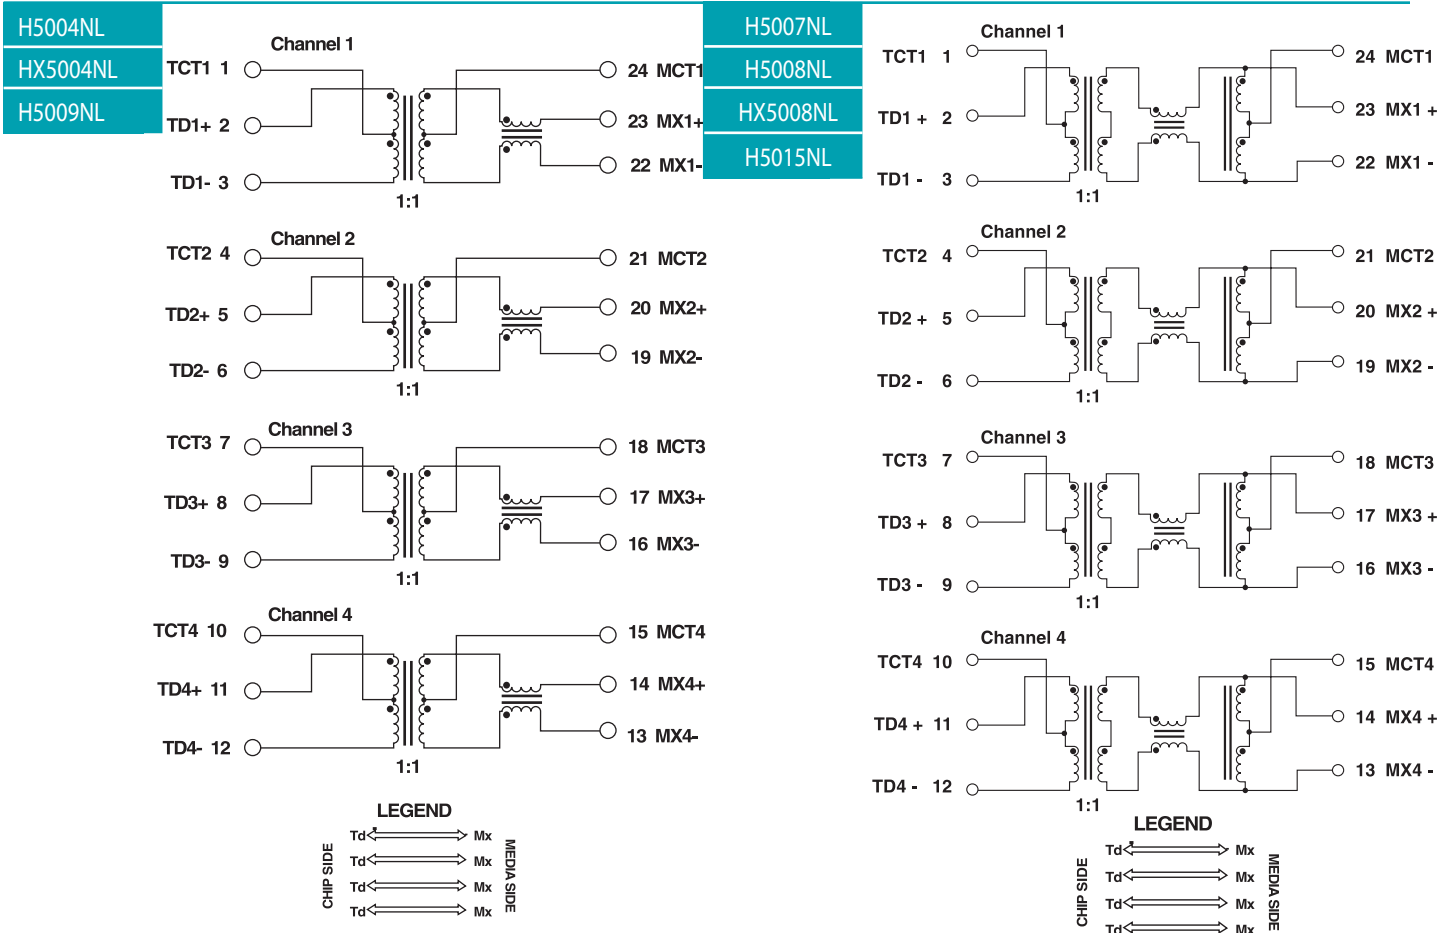 H5004NL
HX5004NL
H5009NL
Channel 1
TCT1 1
24 MCT1
TD1+ 2
23 MX1+
TD1- 3
22 MX1-
1:1
Channel 2
TCT2 4
21 MCT2
TD2+ 5
20 MX2+
TD2- 6
19 MX2-
1:1
Channel 3
TCT3 7
18 MCT3
TD3+ 8
17 MX3+
TD3- 9
16 MX3-
1:1
Channel 4
TCT4 10
15 MCT4
TD4+ 11
14 MX4+
TD4- 12
13 MX4-
1:1
LEGEND
CHIP SIDE
Td Mx
Td Mx
Td Mx
Td Mx
MEDIA SIDE
H5007NL
H5008NL
HX5008NL
H5015NL
Channel 1
TCT1 1
24 MCT1
TD1 + 2
23 MX1 +
TD1 - 3
22 MX1 -
1:1
Channel 2
TCT2 4
21 MCT2
TD2 + 5
20 MX2 +
TD2 - 6
19 MX2 -
1:1
Channel 3
TCT3 7
18 MCT3
TD3 + 8
17 MX3 +
TD3 - 9
16 MX3 -
1:1
Channel 4
TCT4 10
15 MCT4
TD4 + 11
14 MX4 +
TD4 - 12
13 MX4 -
1:1
LEGEND
CHIP SIDE
Td Mx
Td Mx
Td Mx
Td Mx
MEDIA SIDE